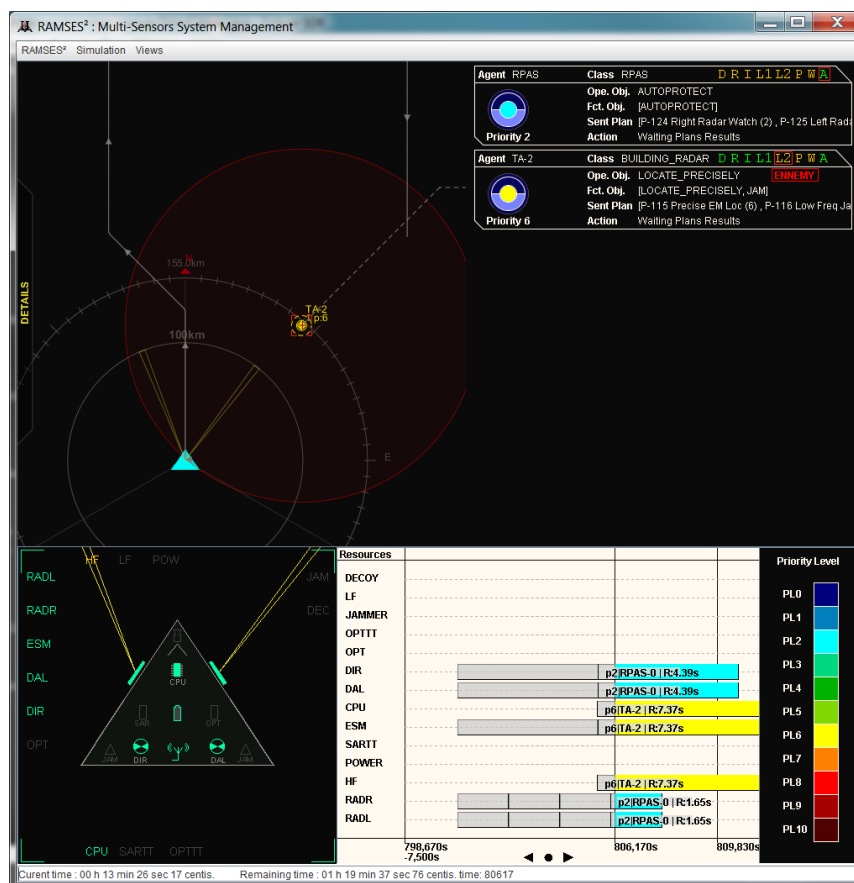 RAMSES² : Multi-Sensors System Management
RAMSES² Simulation Views
Agent RPAS Class RPAS D R I L1 L2 P W A
Ope. Obj. AUTOPROTECT
Fct. Obj. [AUTOPROTECT]
Sent Plan [P-124 Right Radar Watch (2) , P-125 Left Rada
Priority 2 Action Waiting Plans Results
Agent TA-2 Class BUILDING_RADAR D R I L1 L2 P W A
Ope. Obj. LOCATE_PRECISELY ENNEMY
Fct. Obj. [LOCATE_PRECISELY, JAM]
Sent Plan [P-115 Precise EM Loc (6) , P-116 Low Freq Ja
Priority 6 Action Waiting Plans Results
DETAILS
N
155.0km
TA-2
p:6
100km
E
HF LF POW
RADL
JAM
RADR
DEC
ESM
DAL
CPU
DIR
SAR
OPT
OPT
JAM
DIR
DAL
JAM
CPU SARTT OPTTT
Resources
DECOY
LF
JAMMER
OPTTT
OPT
DIR p2|RPAS-0 | R:4.39s
DAL p2|RPAS-0 | R:4.39s
CPU p6|TA-2 | R:7.37s
ESM p6|TA-2 | R:7.37s
SARTT
POWER
HF p6|TA-2 | R:7.37s
RADR p2|RPAS-0 | R:1.65s
RADL p2|RPAS-0 | R:1.65s
798,670s 806,170s 809,830s
-7,500s
Priority Level
PL0
PL1
PL2
PL3
PL4
PL5
PL6
PL7
PL8
PL9
PL10
Curent time : 00 h 13 min 26 sec 17 centis. Remaining time : 01 h 19 min 37 sec 76 centis. time: 80617